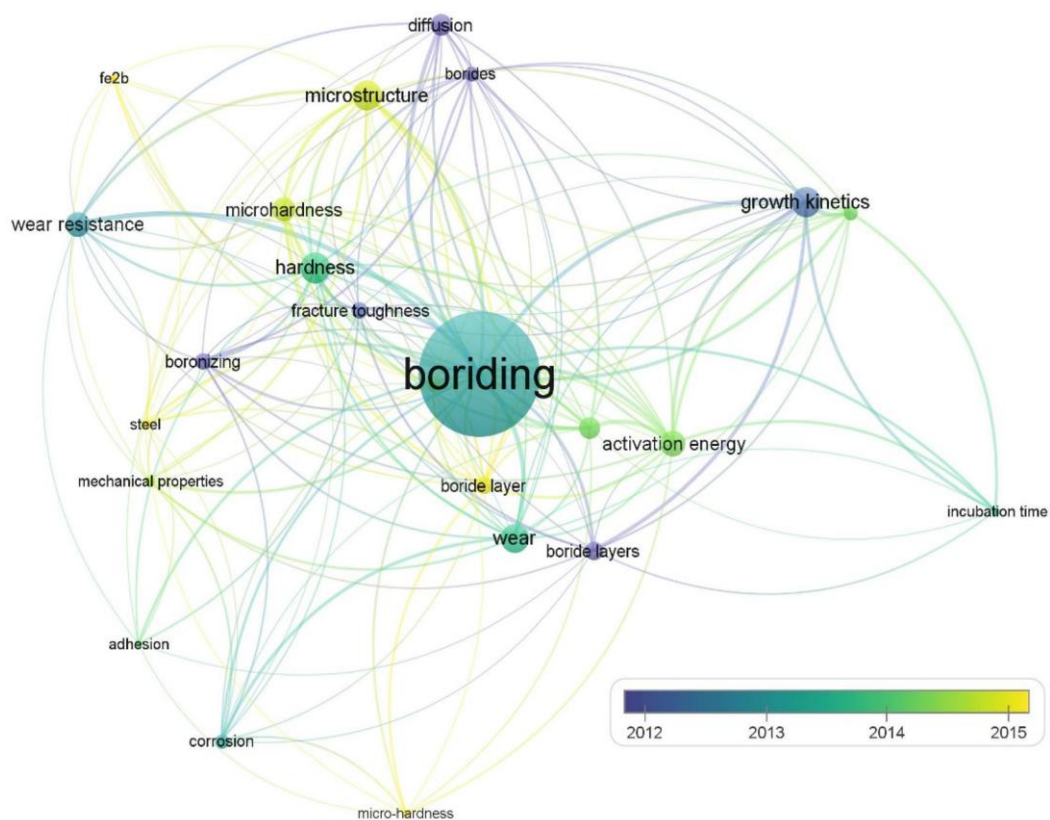 diffusion
fe2b
borides
microstructure
growth kinetics
microhardness
wear resistance
hardness
fracture toughness
boronizing
boriding
steel
activation energy
mechanical properties
boride layer
incubation time
wear
boride layers
adhesion
corrosion
2012 2013 2014 2015
micro-hardness